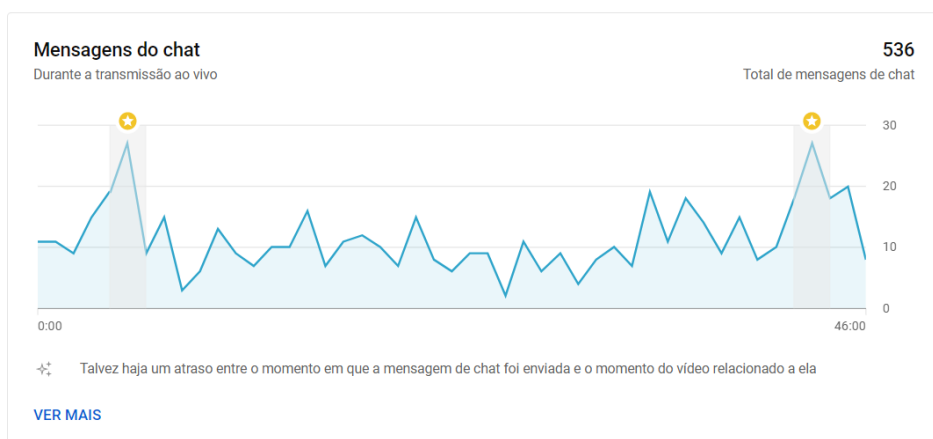 Mensagens do chat
536
Durante a transmissão ao vivo
Total de mensagens de chat
30
20
10
0
0:00
46:00
Talvez haja um atraso entre o momento em que a mensagem de chat foi enviada e o momento do vídeo relacionado a ela
VER MAIS